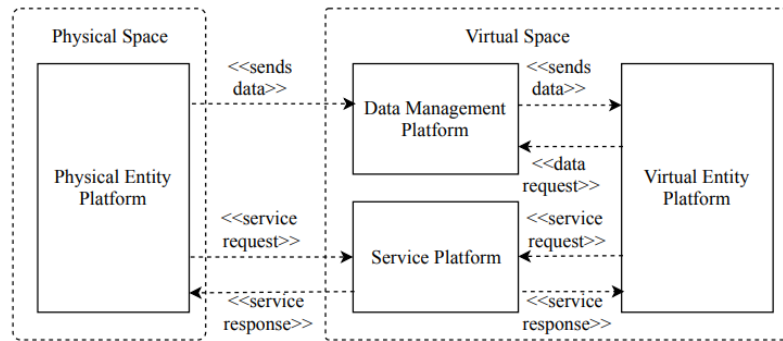 Physical Space
Virtual Space
<<sends
data>>
<<sends
data>>
Data Management
Platform
Physical Entity
Platform
<<data
request>>
Virtual Entity
Platform
<<service
request>>
<<service
request>>
Service Platform
<<service
response>>
<<service
response>>